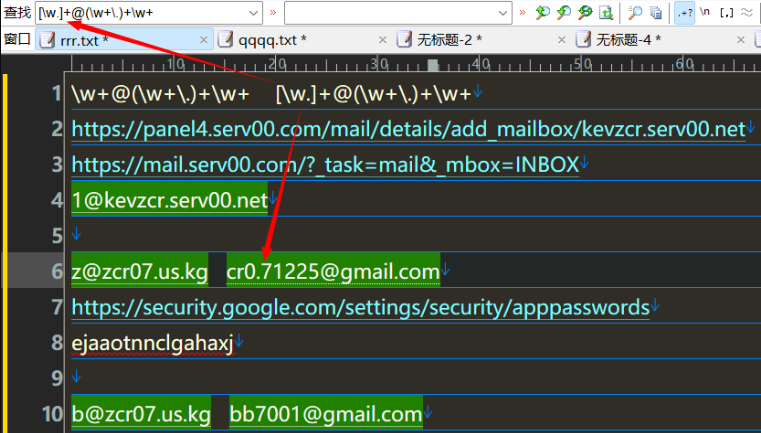 查找 [\w.]+@(\w+\.)+\w+ » » .+? \n [,]
窗口 rrr.txt * × qqqq.txt * × 无标题-2 * × 无标题-4 * ×
10 20 30 40 50 60
1 \w+@(\w+\.)+\w+ [\w.]+@(\w+\.)+\w+↓
2 https://panel4.serv00.com/mail/details/add_mailbox/kevzcr.serv00.net↓
3 https://mail.serv00.com/?_task=mail&_mbox=INBOX↓
4 1@kevzcr.serv00.net↓
5 ↓
6 z@zcr07.us.kg cr0.71225@gmail.com↓
7 https://security.google.com/settings/security/apppasswords↓
8 ejaaotnnclgahaxj↓
9 ↓
10 b@zcr07.us.kg bb7001@gmail.com↓